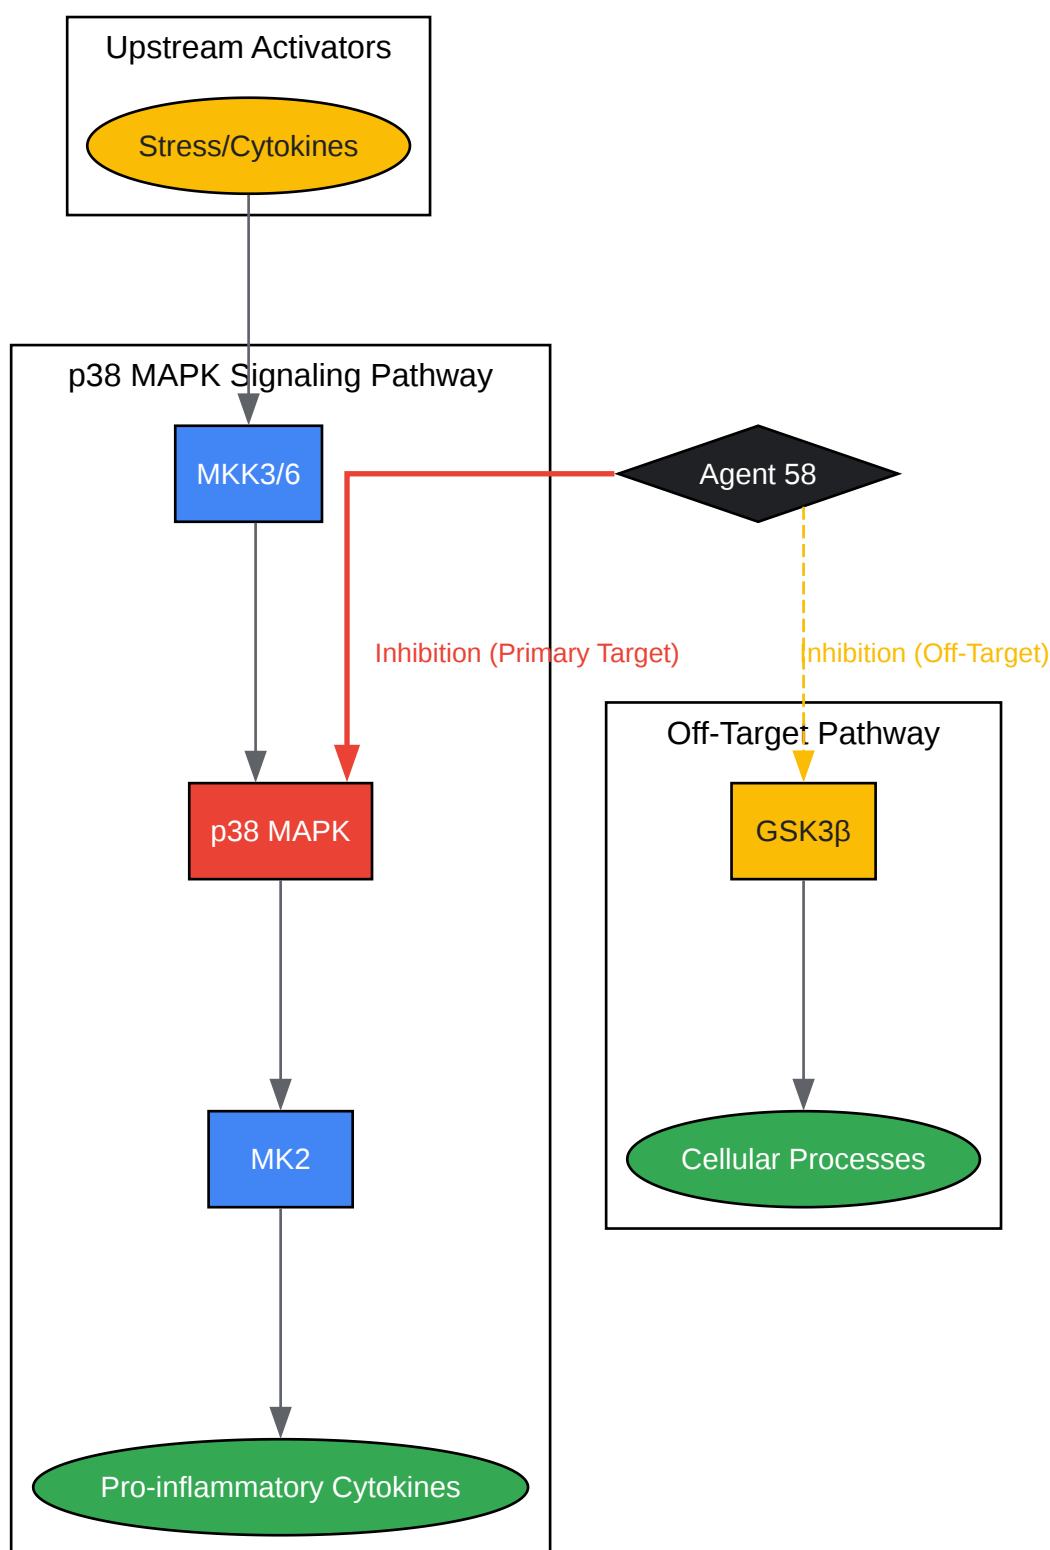 Upstream Activators
Stress/Cytokines
p38 MAPK Signaling Pathway
MKK3/6
Agent 58
Inhibition (Primary Target)
Inhibition (Off-Target)
Off-Target Pathway
p38 MAPK
GSK3β
MK2
Cellular Processes
Pro-inflammatory Cytokines